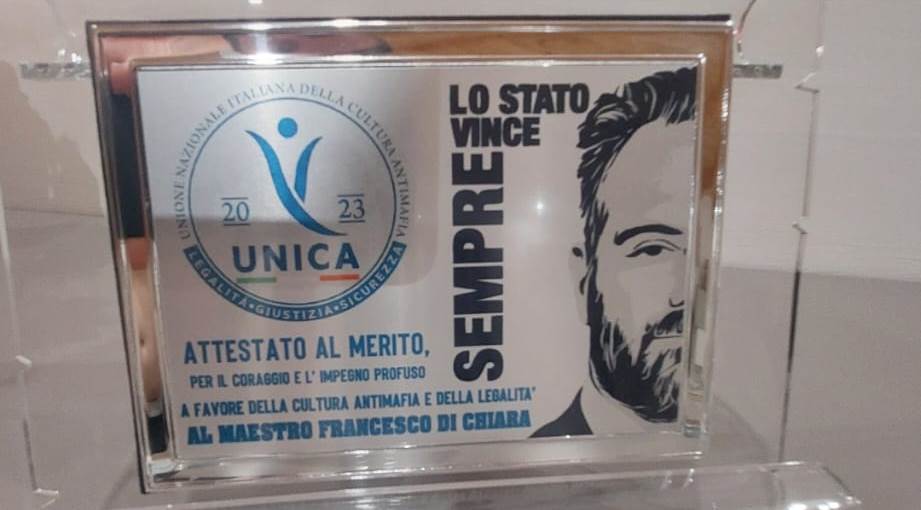 UNIONE NAZIONALE ITALIANA DELLA CULTURA ANTIMAFIA
20 23
UNICA
LEGALITÀ•GIUSTIZIA•SICUREZZA
LO STATO
VINCE
SEMPRE
ATTESTATO AL MERITO,
PER IL CORAGGIO E L' IMPEGNO PROFUSO
A FAVORE DELLA CULTURA ANTIMAFIA E DELLA LEGALITA'
AL MAESTRO FRANCESCO DI CHIARA